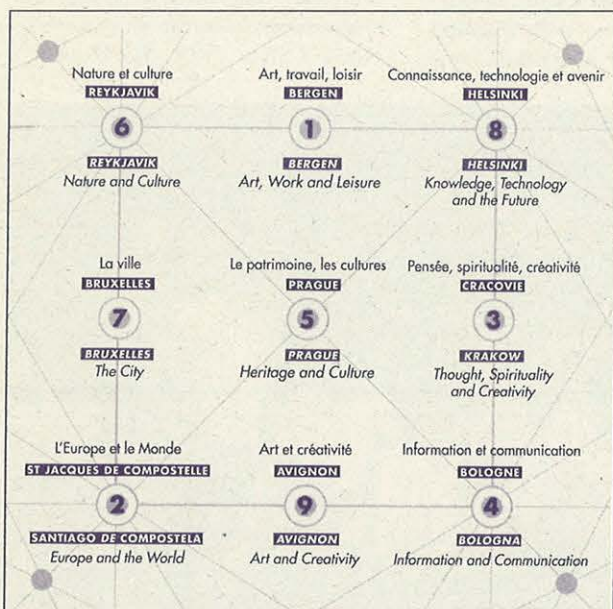 Nature et culture
REYKJAVIK
6
REYKJAVIK
Nature and Culture
Art, travail, loisir
BERGEN
1
BERGEN
Art, Work and Leisure
Connaissance, technologie et avenir
HELSINKI
8
HELSINKI
Knowledge, Technology
and the Future
La ville
BRUXELLES
7
BRUXELLES
The City
Le patrimoine, les cultures
PRAGUE
5
PRAGUE
Heritage and Culture
Pensée, spiritualité, créativité
CRACOVIE
3
KRAKOW
Thought, Spirituality
and Creativity
L'Europe et le Monde
ST JACQUES DE COMPOSTELLE
2
SANTIAGO DE COMPOSTELA
Europe and the World
Art et créativité
AVIGNON
9
AVIGNON
Art and Creativity
Information et communication
BOLOGNE
4
BOLOGNA
Information and Communication